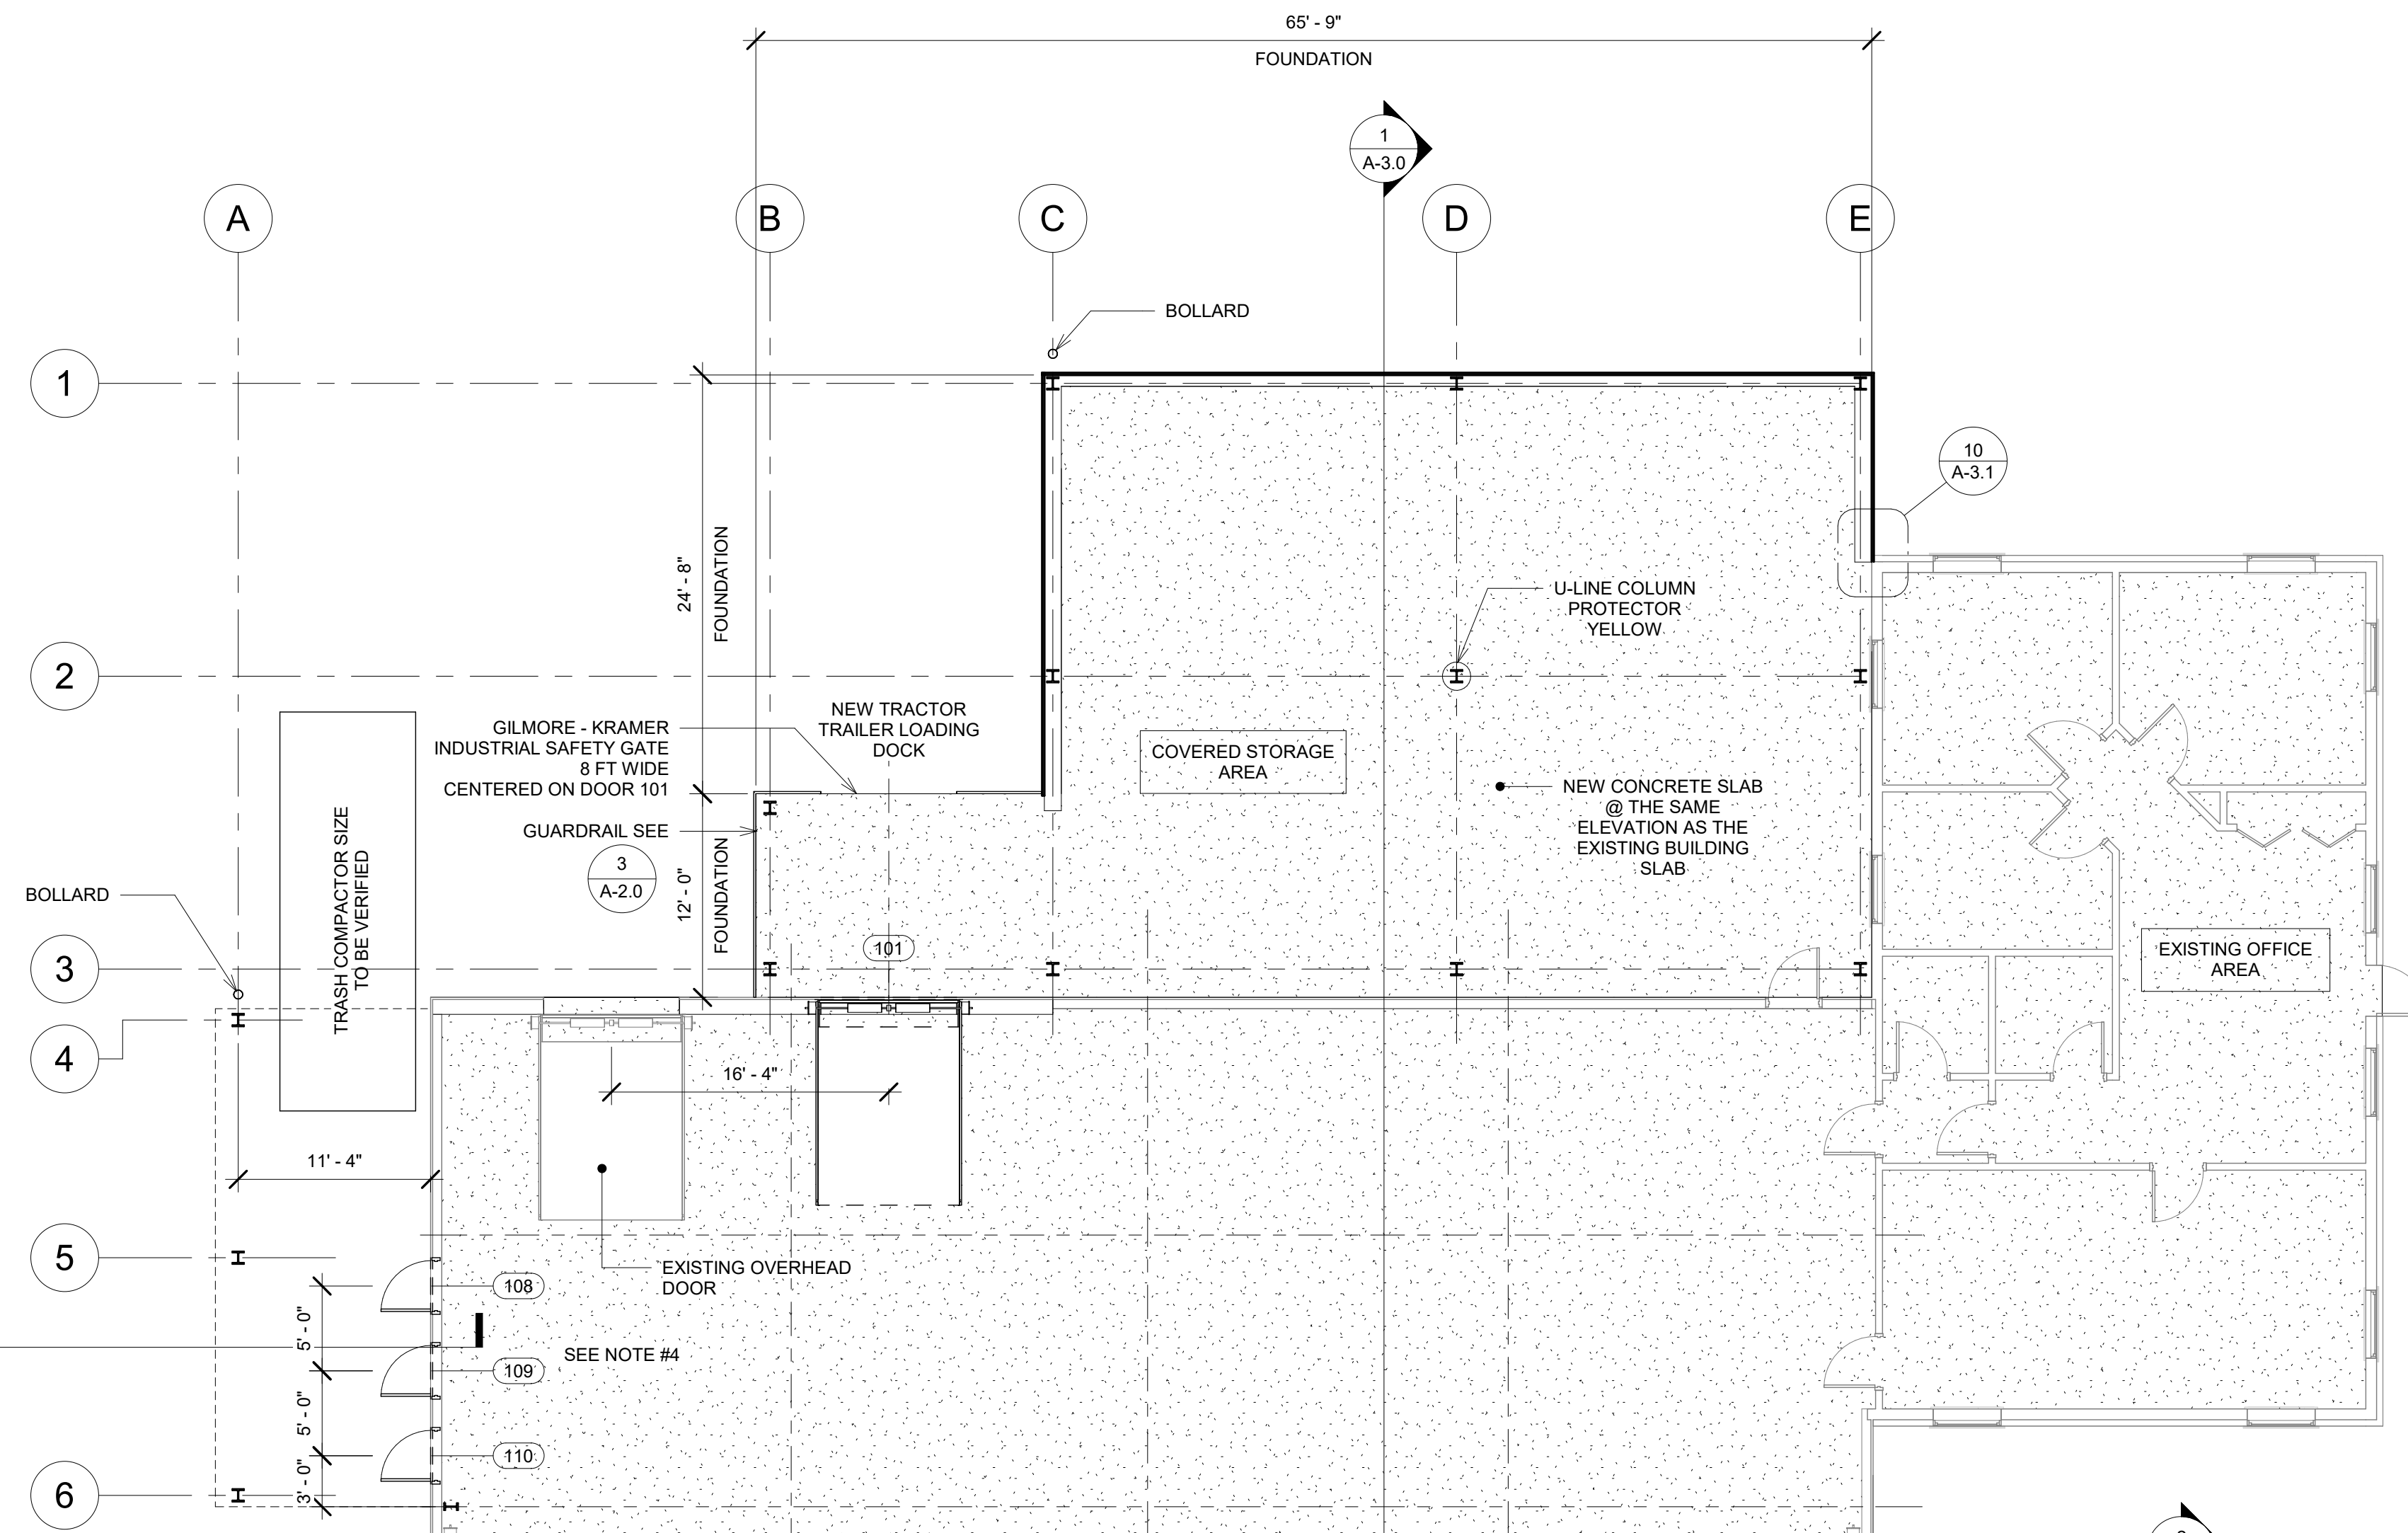 65' - 9"
FOUNDATION
1
A-3.0
A
B
C
D
E
BOLLARD
1
10
A-3.1
24' - 8"
FOUNDATION
U-LINE COLUMN
PROTECTOR
YELLOW
2
GILMORE - KRAMER
INDUSTRIAL SAFETY GATE
8 FT WIDE
CENTERED ON DOOR 101
NEW TRACTOR
TRAILER LOADING
DOCK
COVERED STORAGE
AREA
NEW CONCRETE SLAB
@ THE SAME
ELEVATION AS THE
EXISTING BUILDING
SLAB
GUARDRAIL SEE
3
A-2.0
12' - 0"
FOUNDATION
TRASH COMPACTOR SIZE
TO BE VERIFIED
BOLLARD
101
EXISTING OFFICE
AREA
3
4
16' - 4"
11' - 4"
5
EXISTING OVERHEAD
DOOR
108
5' - 0"
SEE NOTE #4
109
5' - 0"
110
3' - 0"
6